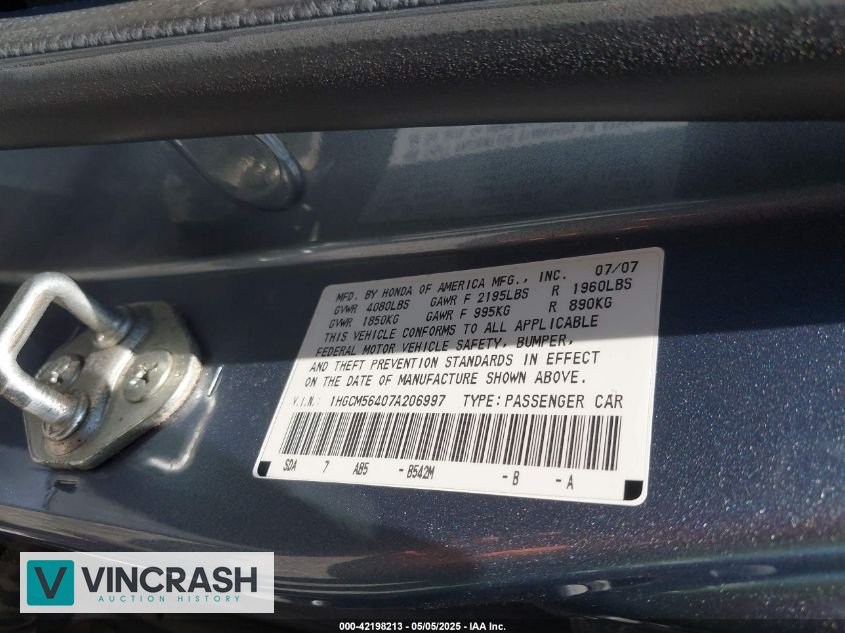 MFD. BY HONDA OF AMERICA MFG., INC. 07/07
GVWR 4080LBS GAWR F 2195LBS R 1960LBS
GVWR 1850KG GAWR F 995KG R 890KG
THIS VEHICLE CONFORMS TO ALL APPLICABLE
FEDERAL MOTOR VEHICLE SAFETY, BUMPER,
AND THEFT PREVENTION STANDARDS IN EFFECT
ON THE DATE OF MANUFACTURE SHOWN ABOVE.
V.I.N.: 1HGCM56407A206997 TYPE: PASSENGER CAR
SDA 7 AB5 -B542M -B -A
V VINCRASH
AUCTION HISTORY
000-42198213 - 05/05/2025 - IAA Inc.